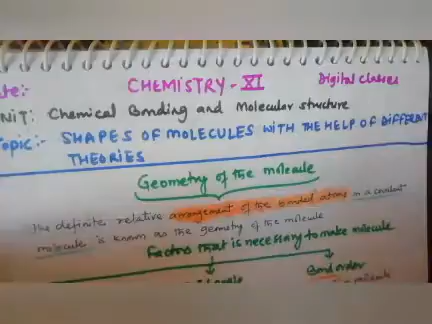 CHEMISTRY - XI Digital classes
NIT: Chemical Bonding and Molecular structure
Topic:- SHAPES OF MOLECULES WITH THE HELP OF DIFFERENT
THEORIES
Geometry of the molecule
The definite relative arrangement of the bonded atoms in a covalent
molecule is known as the geometry of the molecule
Factors that is necessary to make molecule
Bond order